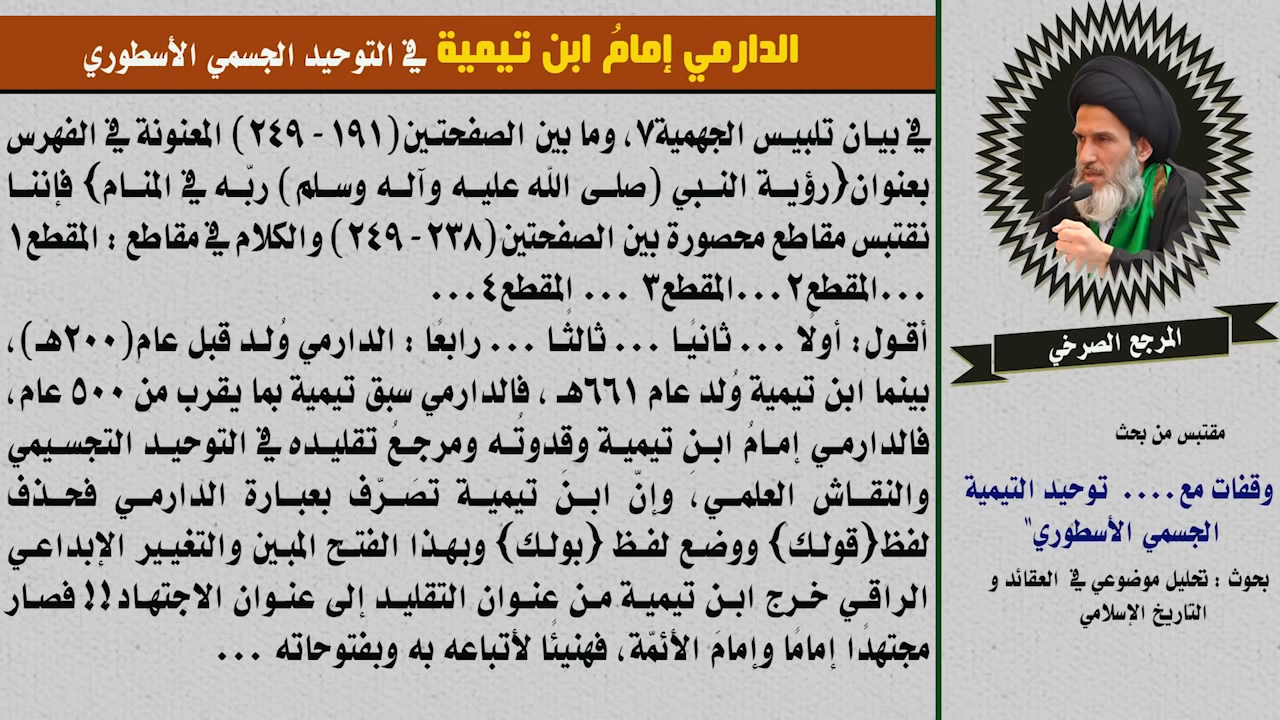 الدارمي إمامُ ابن تيمية في التوحيد الجسمي الأسطوري
في بيان تلبيس الجهمية٧، وما بين الصفحتين(١٩١ - ٢٤٩) المعنونة في الفهرس
بعنوان{رؤية النبي (صلى الله عليه وآله وسلم) ربّه في المنام} فإننا
نقتبس مقاطع محصورة بين الصفحتين(٢٣٨ - ٢٤٩) والكلام في مقاطع : المقطع١
...المقطع٢...المقطع٣ ... المقطع٤...
أقول: أولًا ... ثانيًا ... ثالثًا ... رابعًا : الدارمي وُلد قبل عام(٢٠٠هـ)،
بينما ابن تيمية وُلد عام ٦٦١هـ ، فالدارمي سبق تيمية بما يقرب من ٥٠٠ عام،
فالدارمي إمامُ ابن تيمية وقدوتُه ومرجعُ تقليده في التوحيد التجسيمي
والنقاش العلمي، وإنّ ابنَ تيمية تصَرّف بعبارة الدارمي فحذف
لفظ{قولك} ووضع لفظ {بولك} وبهذا الفتح المبين والتغيير الإبداعي
الراقي خرج ابن تيمية من عنوان التقليد إلى عنوان الاجتهاد!! فصار
مجتهدًا إمامًا وإمامَ الأئمّة، فهنيئًا لأتباعه به وبفتوحاته ...
المرجع الصرخي
مقتبس من بحث
وقفات مع.... توحيد التيمية
الجسمي الأسطوري"
بحوث : تحليل موضوعي في العقائد و
التاريخ الإسلامي